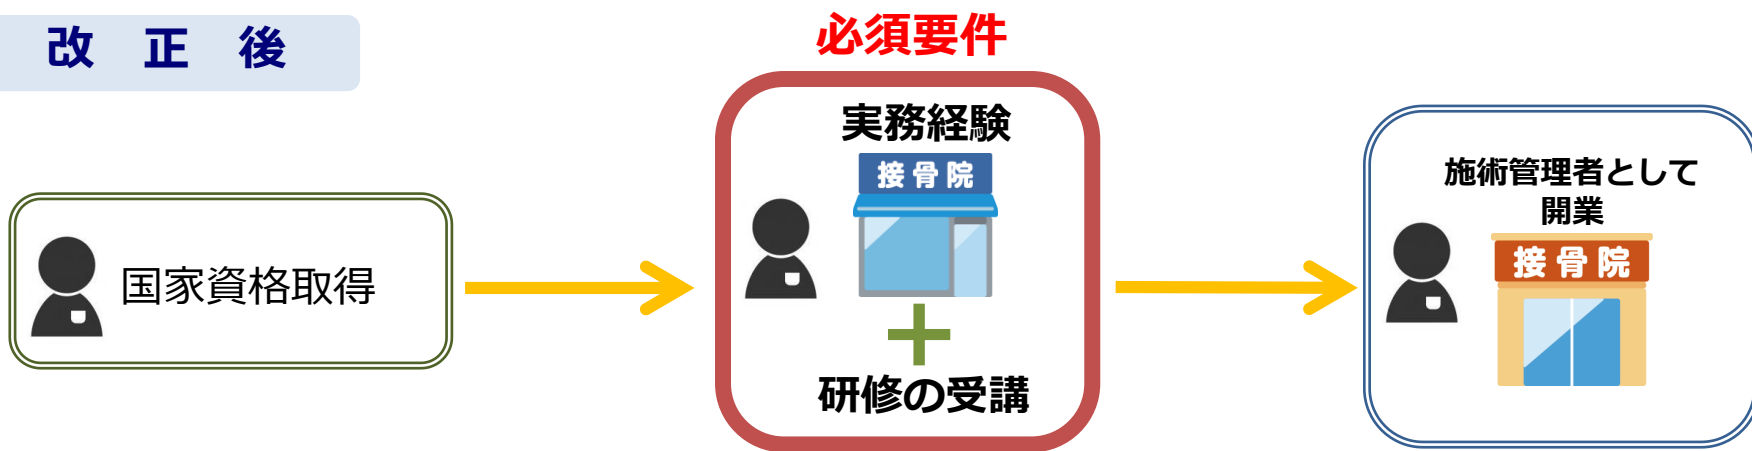 改 正 後
必須要件
国家資格取得
実務経験
接骨院
研修の受講
施術管理者として
開業
接骨院